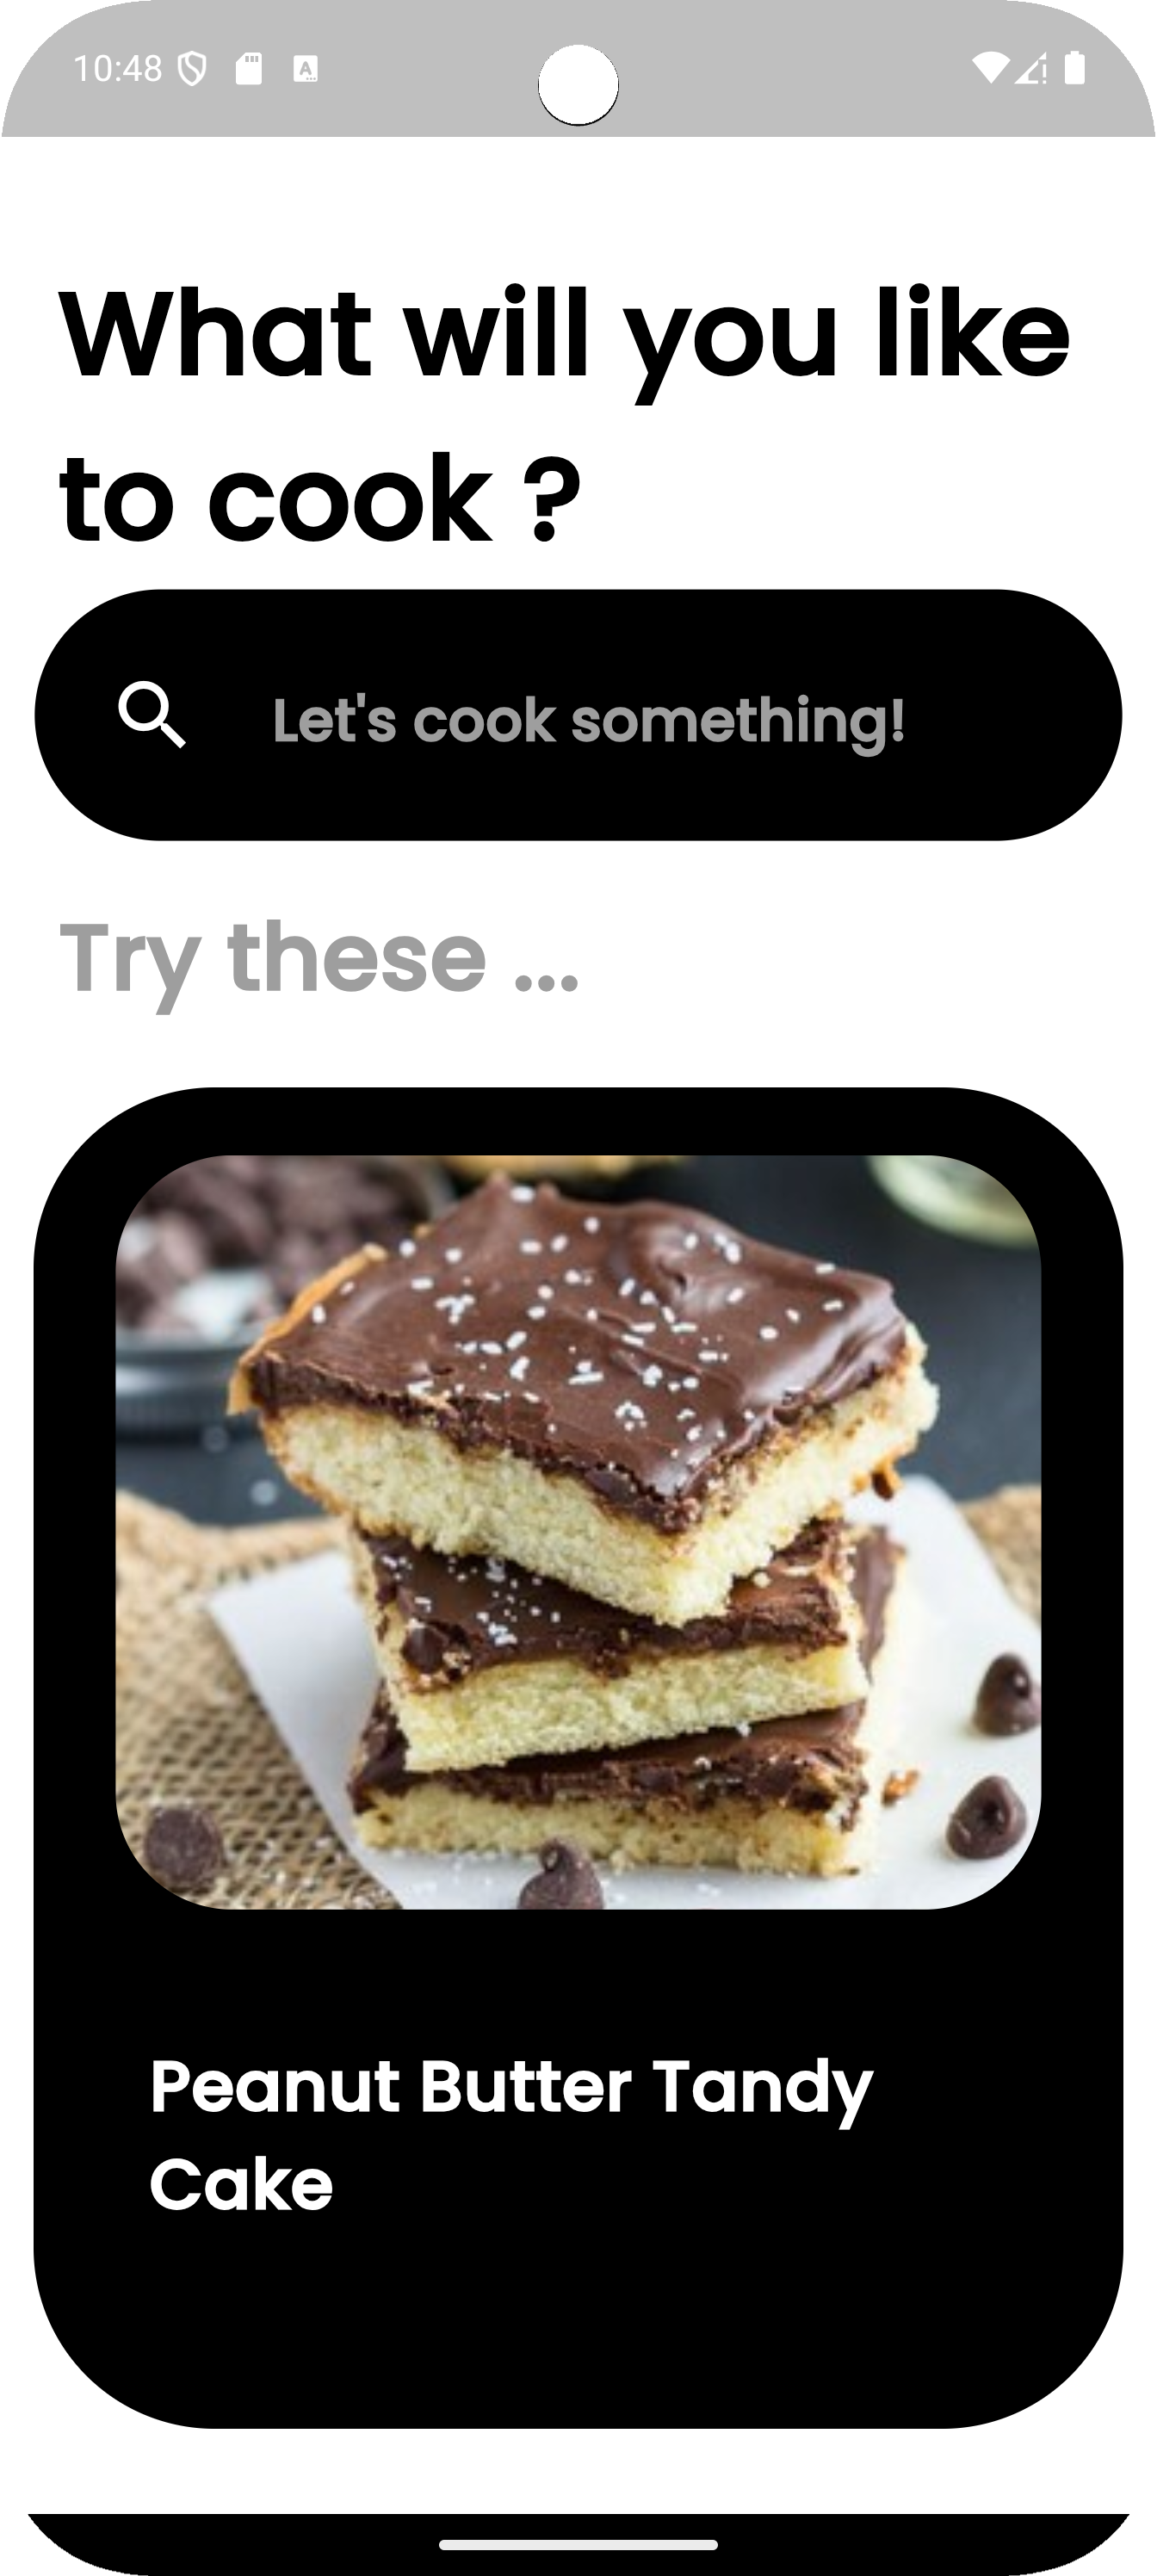 10:48
What will you like
to cook ?
Let's cook something!
Try these ...
Peanut Butter Tandy
Cake